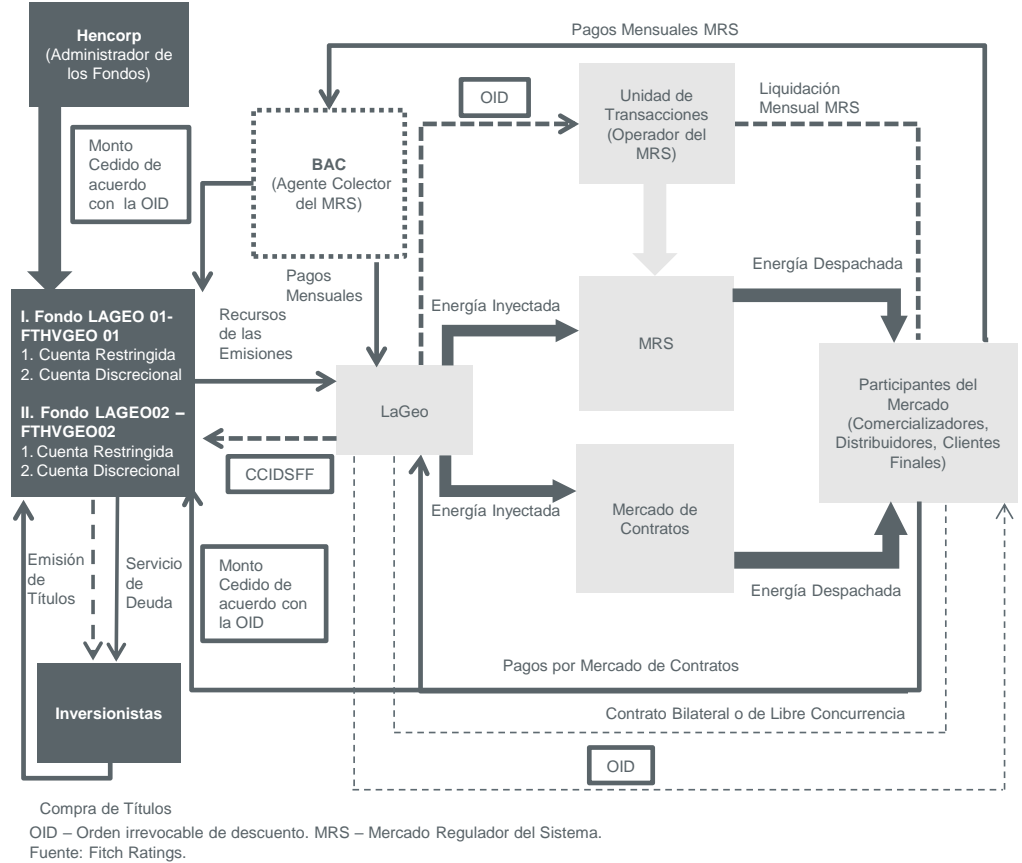 Hencorp
(Administrador de
los Fondos)
Pagos Mensuales MRS
OID
Unidad de
Transacciones
(Operador del
MRS)
Liquidación
Mensual MRS
Monto
Cedido de
acuerdo
con la OID
BAC
(Agente Colector
del MRS)
Pagos
Mensuales
Energía Despachada
I. Fondo LAGEO 01-
FTHVGEO 01
1. Cuenta Restringida
2. Cuenta Discrecional
II. Fondo LAGEO02 –
FTHVGEO02
1. Cuenta Restringida
2. Cuenta Discrecional
Recursos
de las
Emisiones
Energía Inyectada
MRS
LaGeo
Participantes del
Mercado
(Comercializadores,
Distribuidores, Clientes
Finales)
CCIDSFF
Energía Inyectada
Mercado de
Contratos
Emisión
de
Títulos
Servicio
de
Deuda
Monto
Cedido de
acuerdo con
la OID
Energía Despachada
Pagos por Mercado de Contratos
Inversionistas
Contrato Bilateral o de Libre Concurrencia
OID
Compra de Títulos
OID – Orden irrevocable de descuento. MRS – Mercado Regulador del Sistema.
Fuente: Fitch Ratings.